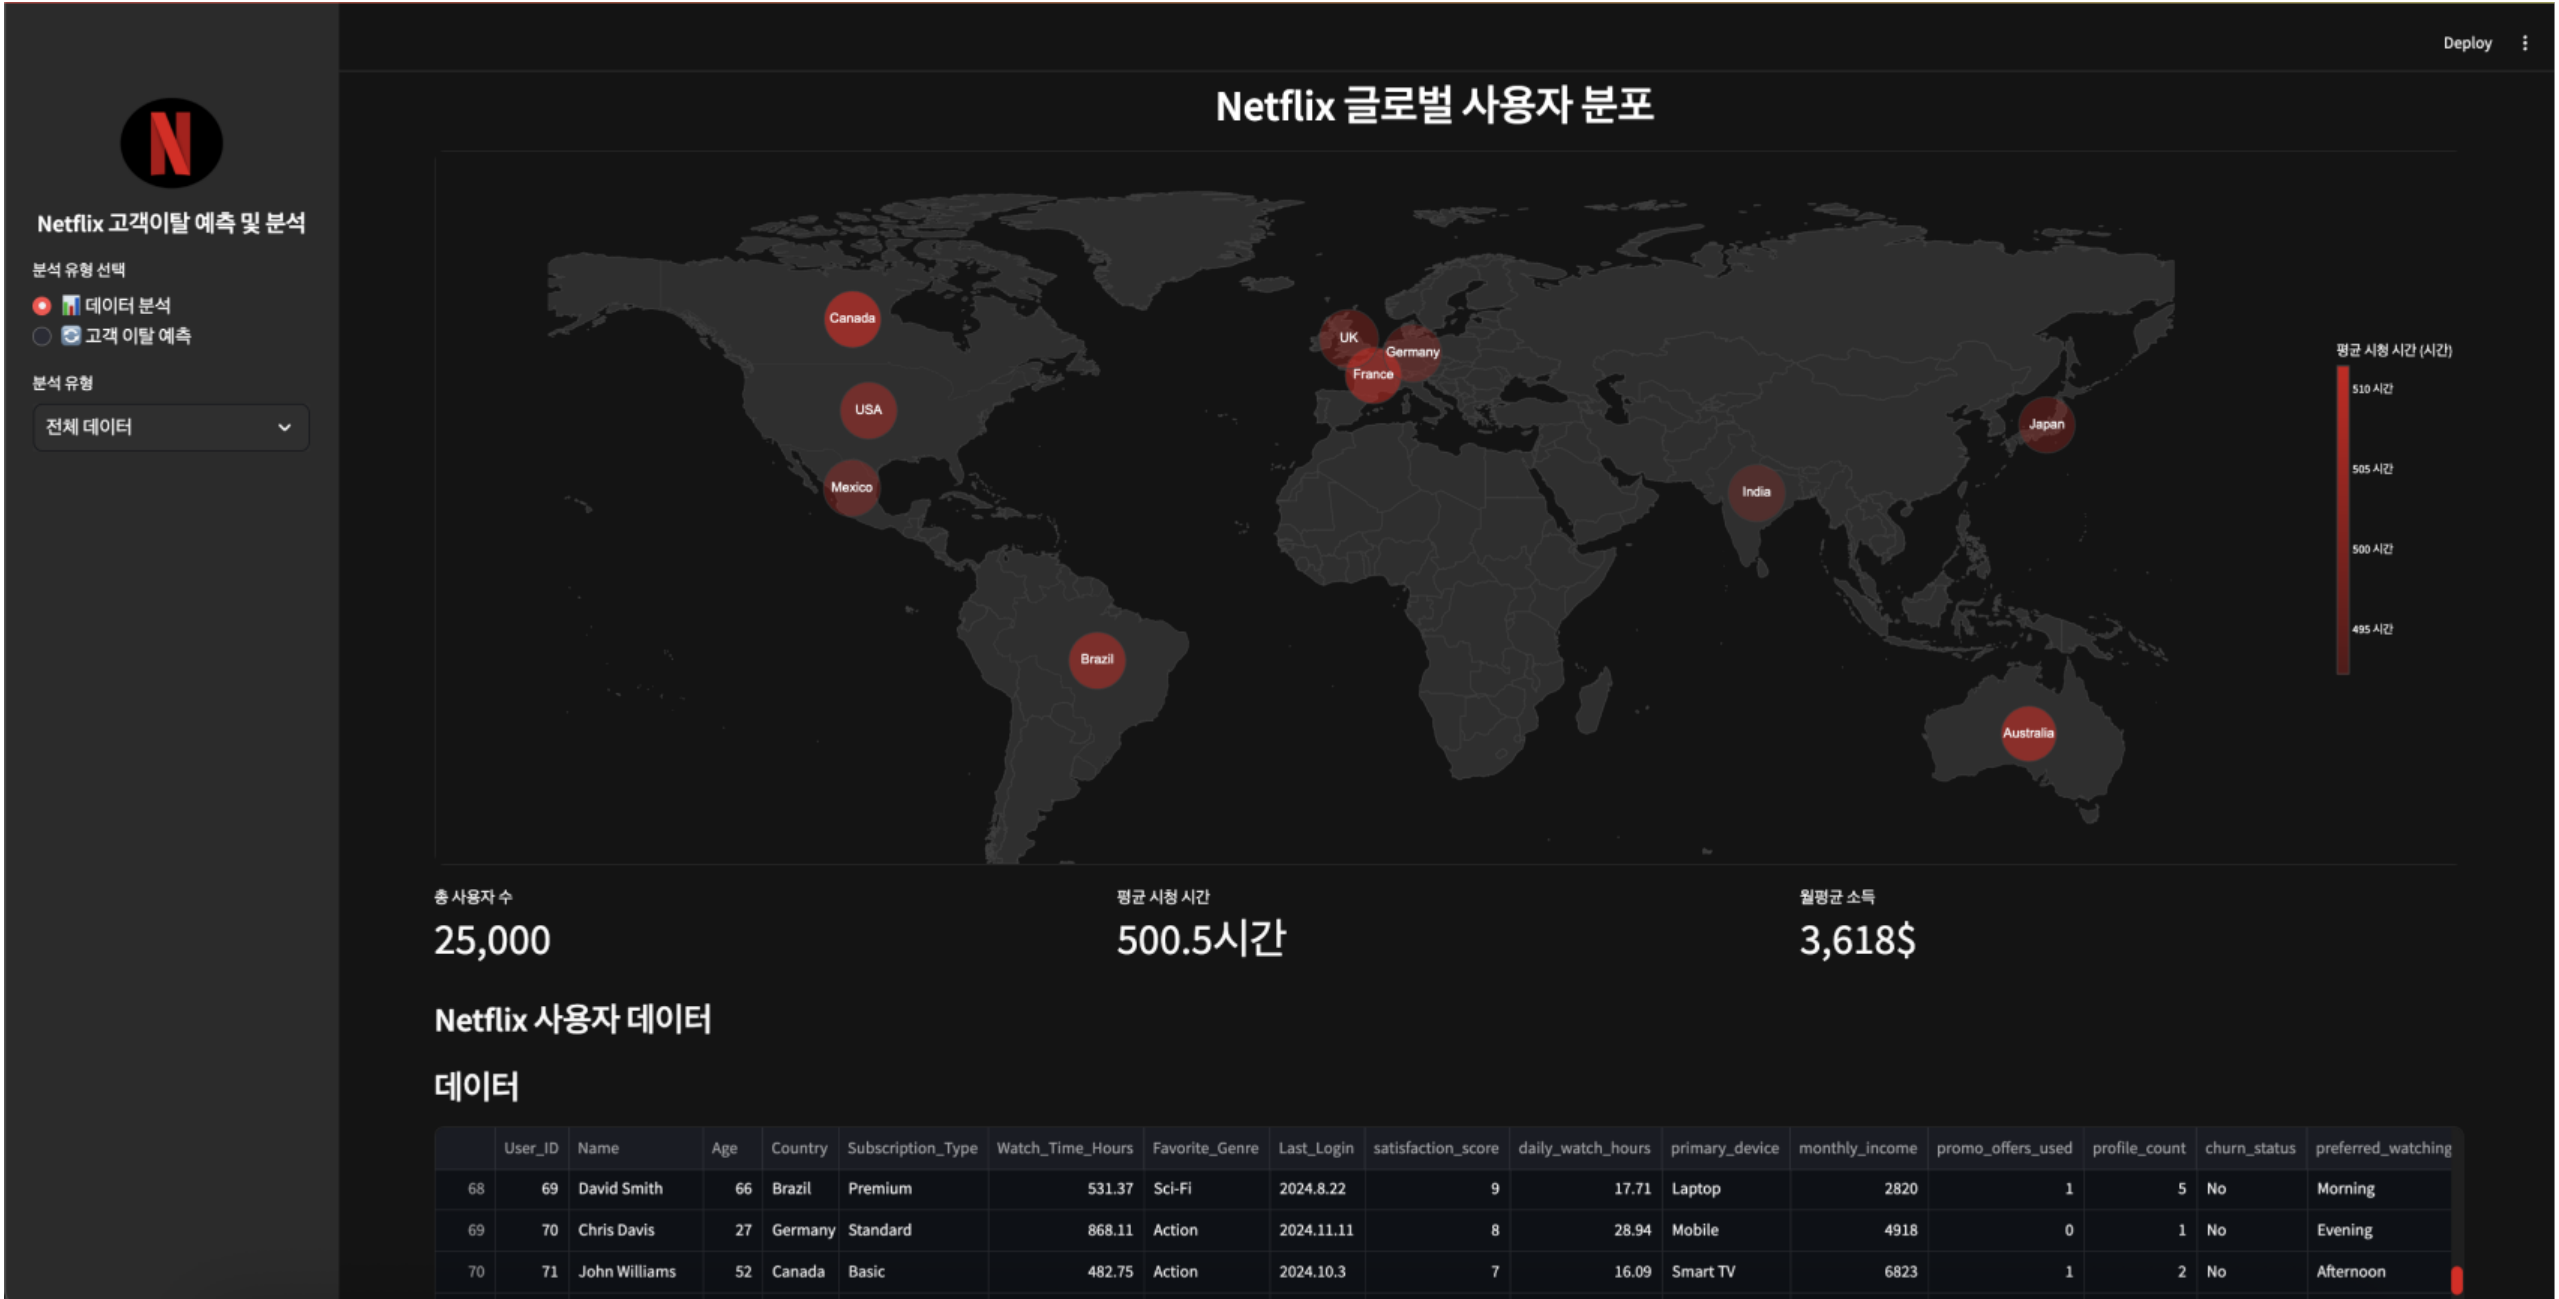 Deploy
N
Netflix 고객이탈 예측 및 분석
분석 유형 선택
데이터 분석
고객 이탈 예측
분석 유형
전체 데이터
Netflix 글로벌 사용자 분포
Canada
USA
Mexico
Brazil
UK
Germany
France
India
Japan
Australia
평균 시청 시간 (시간)
510 시간
505 시간
500 시간
495 시간
총 사용자 수
25,000
평균 시청 시간
500.5시간
월평균 소득
3,618$
Netflix 사용자 데이터
데이터
User_ID Name Age Country Subscription_Type Watch_Time_Hours Favorite_Genre Last_Login satisfaction_score daily_watch_hours primary_device monthly_income promo_offers_used profile_count churn_status preferred_watching
68 69 David Smith 66 Brazil Premium 531.37 Sci-Fi 2024.8.22 9 17.71 Laptop 2820 1 5 No Morning
69 70 Chris Davis 27 Germany Standard 868.11 Action 2024.11.11 8 28.94 Mobile 4918 0 1 No Evening
70 71 John Williams 52 Canada Basic 482.75 Action 2024.10.3 7 16.09 Smart TV 6823 1 2 No Afternoon